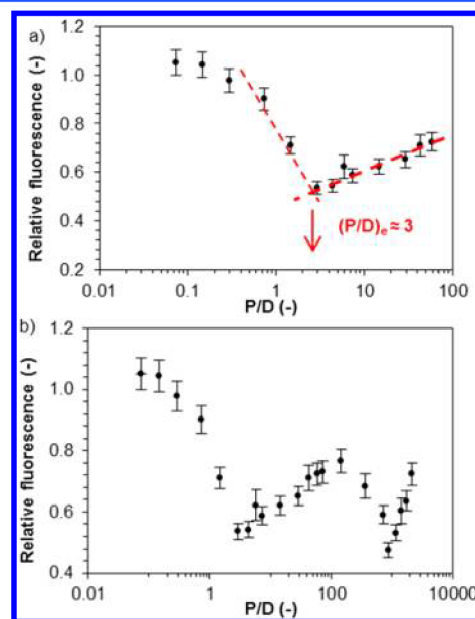 a)
Relative fluorescence (-)
1.2
1.0
0.8
0.6
0.4
0.2
(P/D)e ≈ 3
0.01 0.1 1 10 100
P/D (-)
b)
Relative fluorescence (-)
1.2
1.0
0.8
0.6
0.4
0.01 1 100 10000
P/D (-)